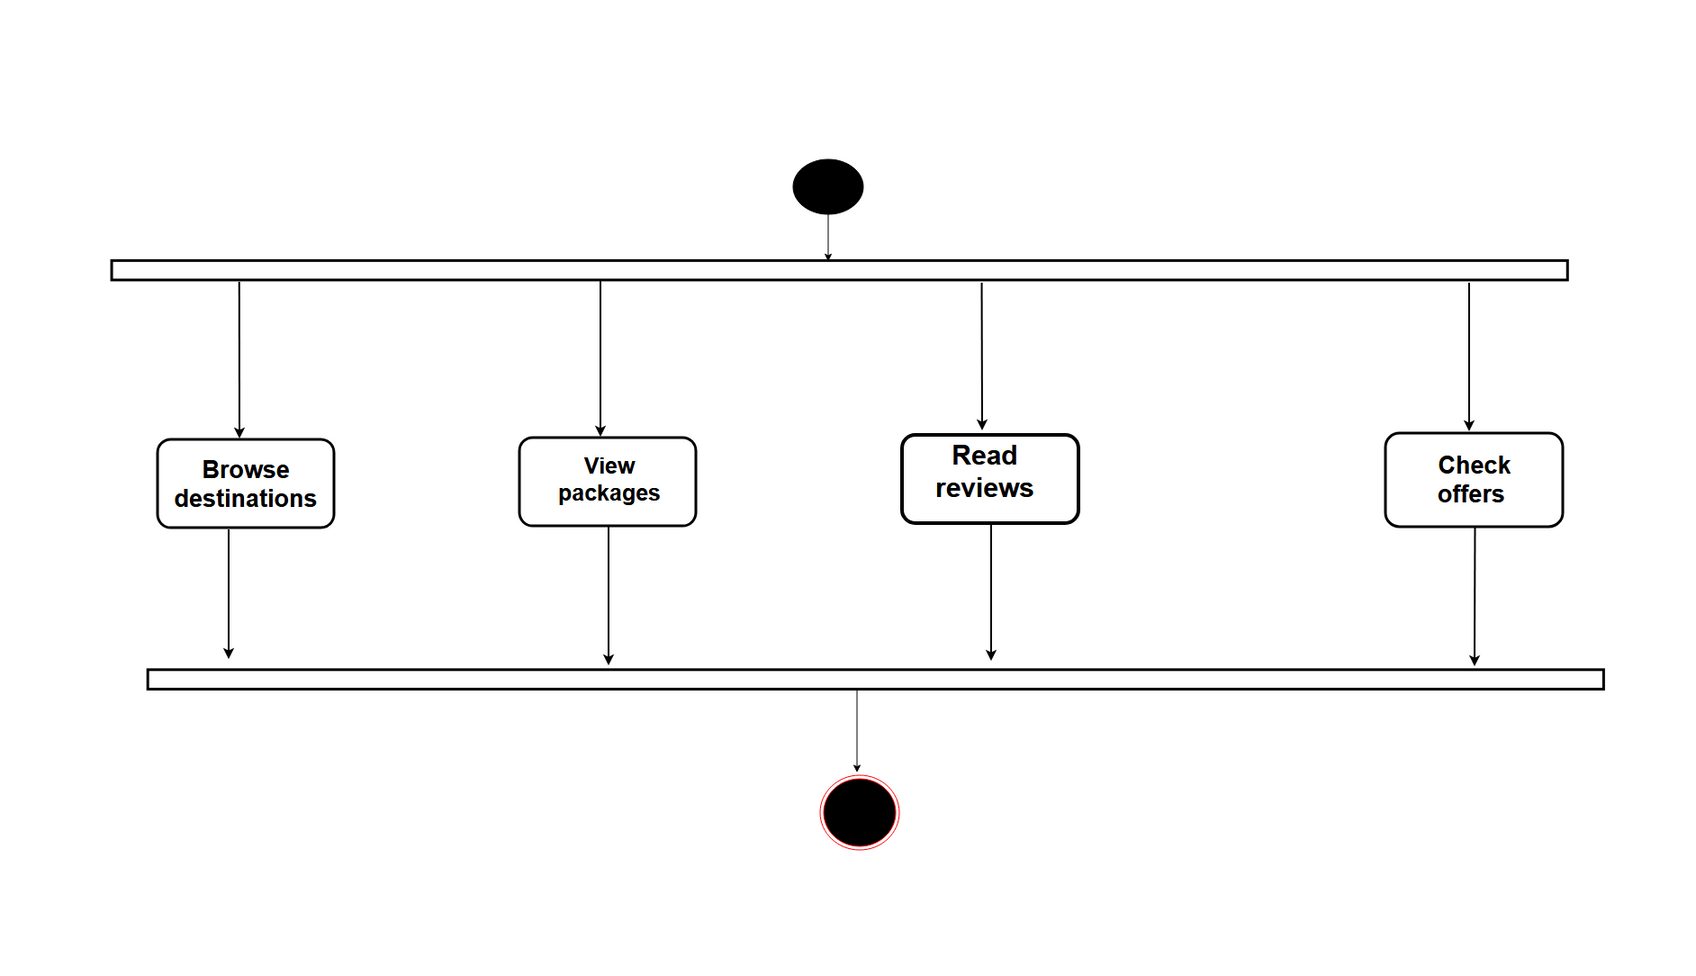 Browse
destinations
View
packages
Read
reviews
Check
offers